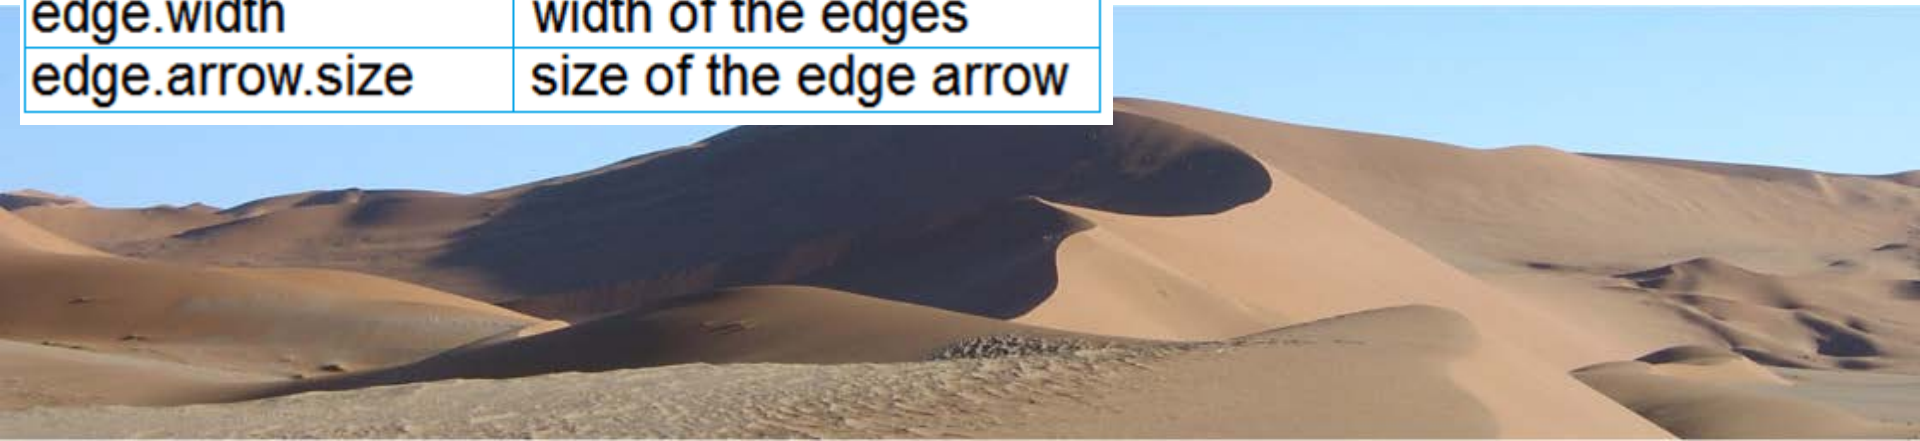 edge.width width of the edges
edge.arrow.size size of the edge arrow